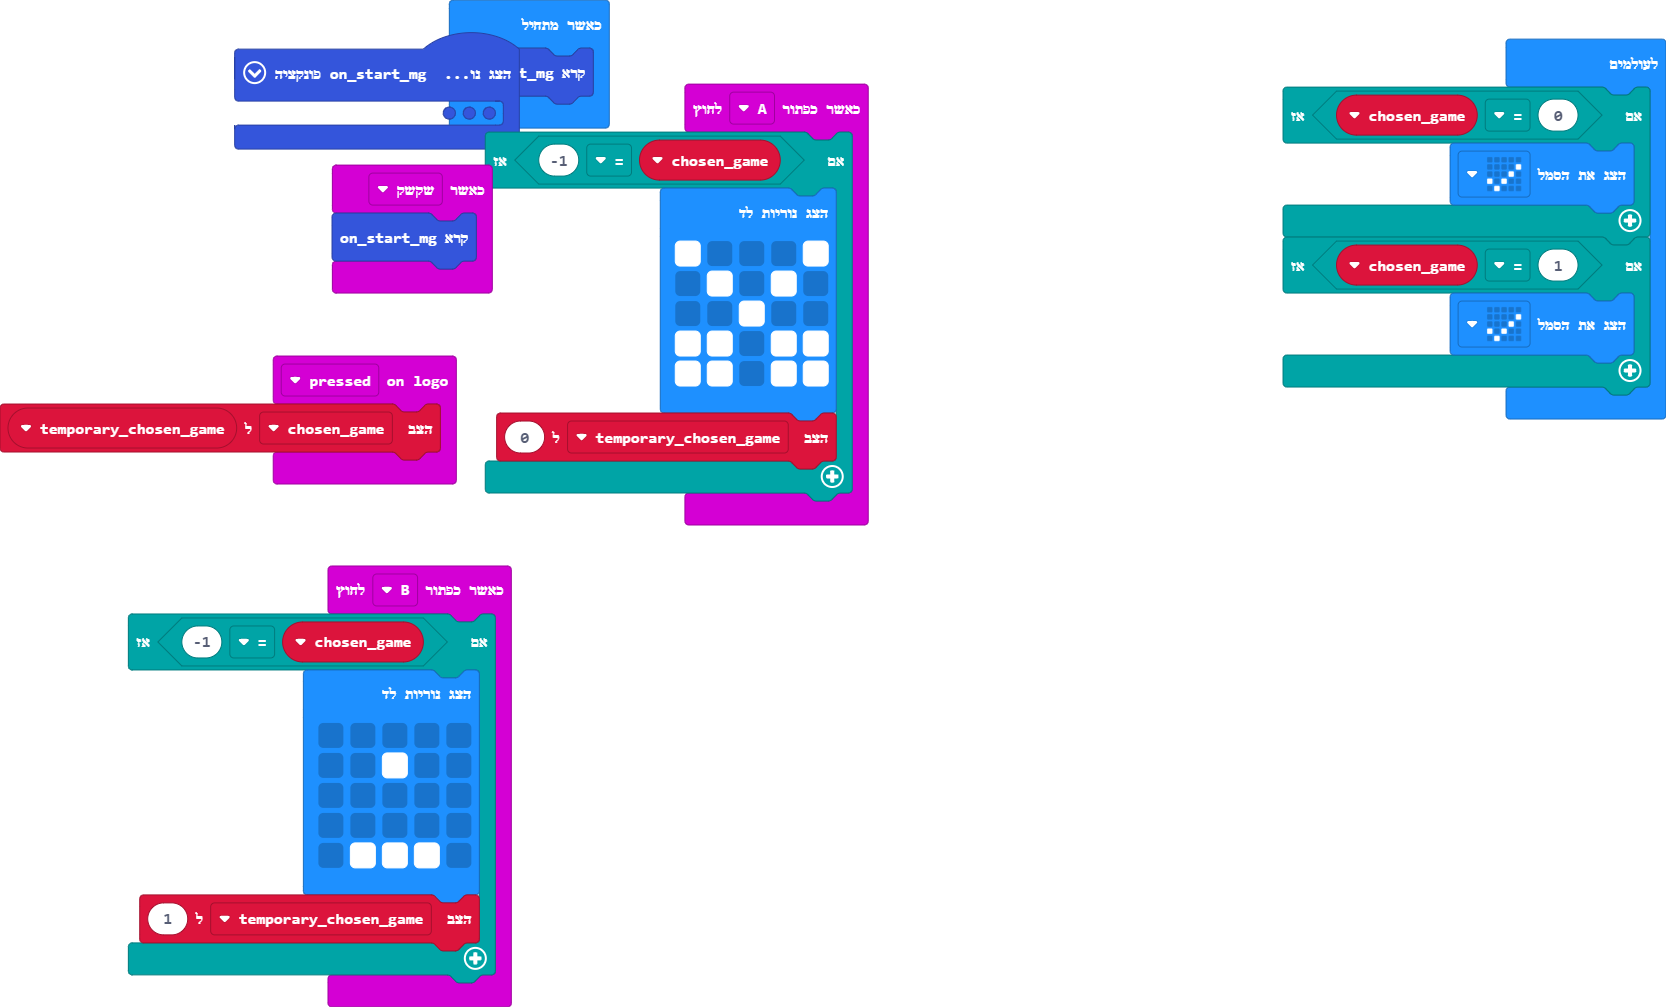 כאשר מתחיל
קרא t_mg
פונקציה on_start_mg הצג נו...
כאשר כפתור A לחוץ
אם chosen_game = -1 אז
הצג נוריות לד
הצב temporary_chosen_game ל 0
כאשר שקשק
קרא on_start_mg
on logo pressed
הצב chosen_game ל temporary_chosen_game
כאשר כפתור B לחוץ
אם chosen_game = -1 אז
הצג נוריות לד
הצב temporary_chosen_game ל 1
לעולמים
אם 0 = chosen_game אז
הצג את הסמל
אם 1 = chosen_game אז
הצג את הסמל